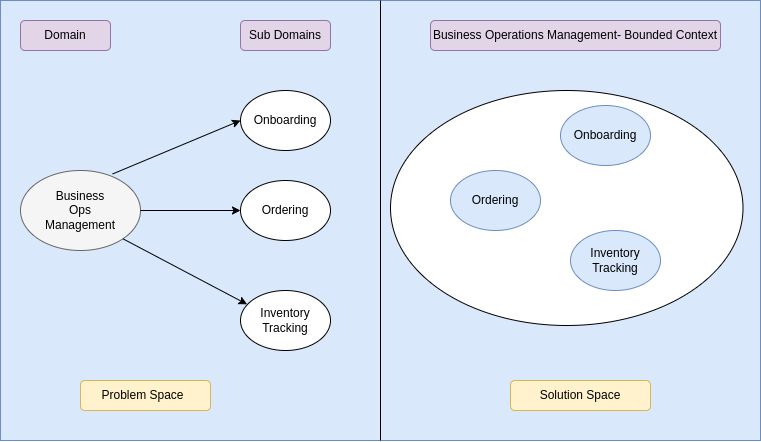 Domain
Sub Domains
Business Operations Management- Bounded Context
Onboarding
Business
Ops
Management
Ordering
Inventory
Tracking
Onboarding
Ordering
Inventory
Tracking
Problem Space
Solution Space